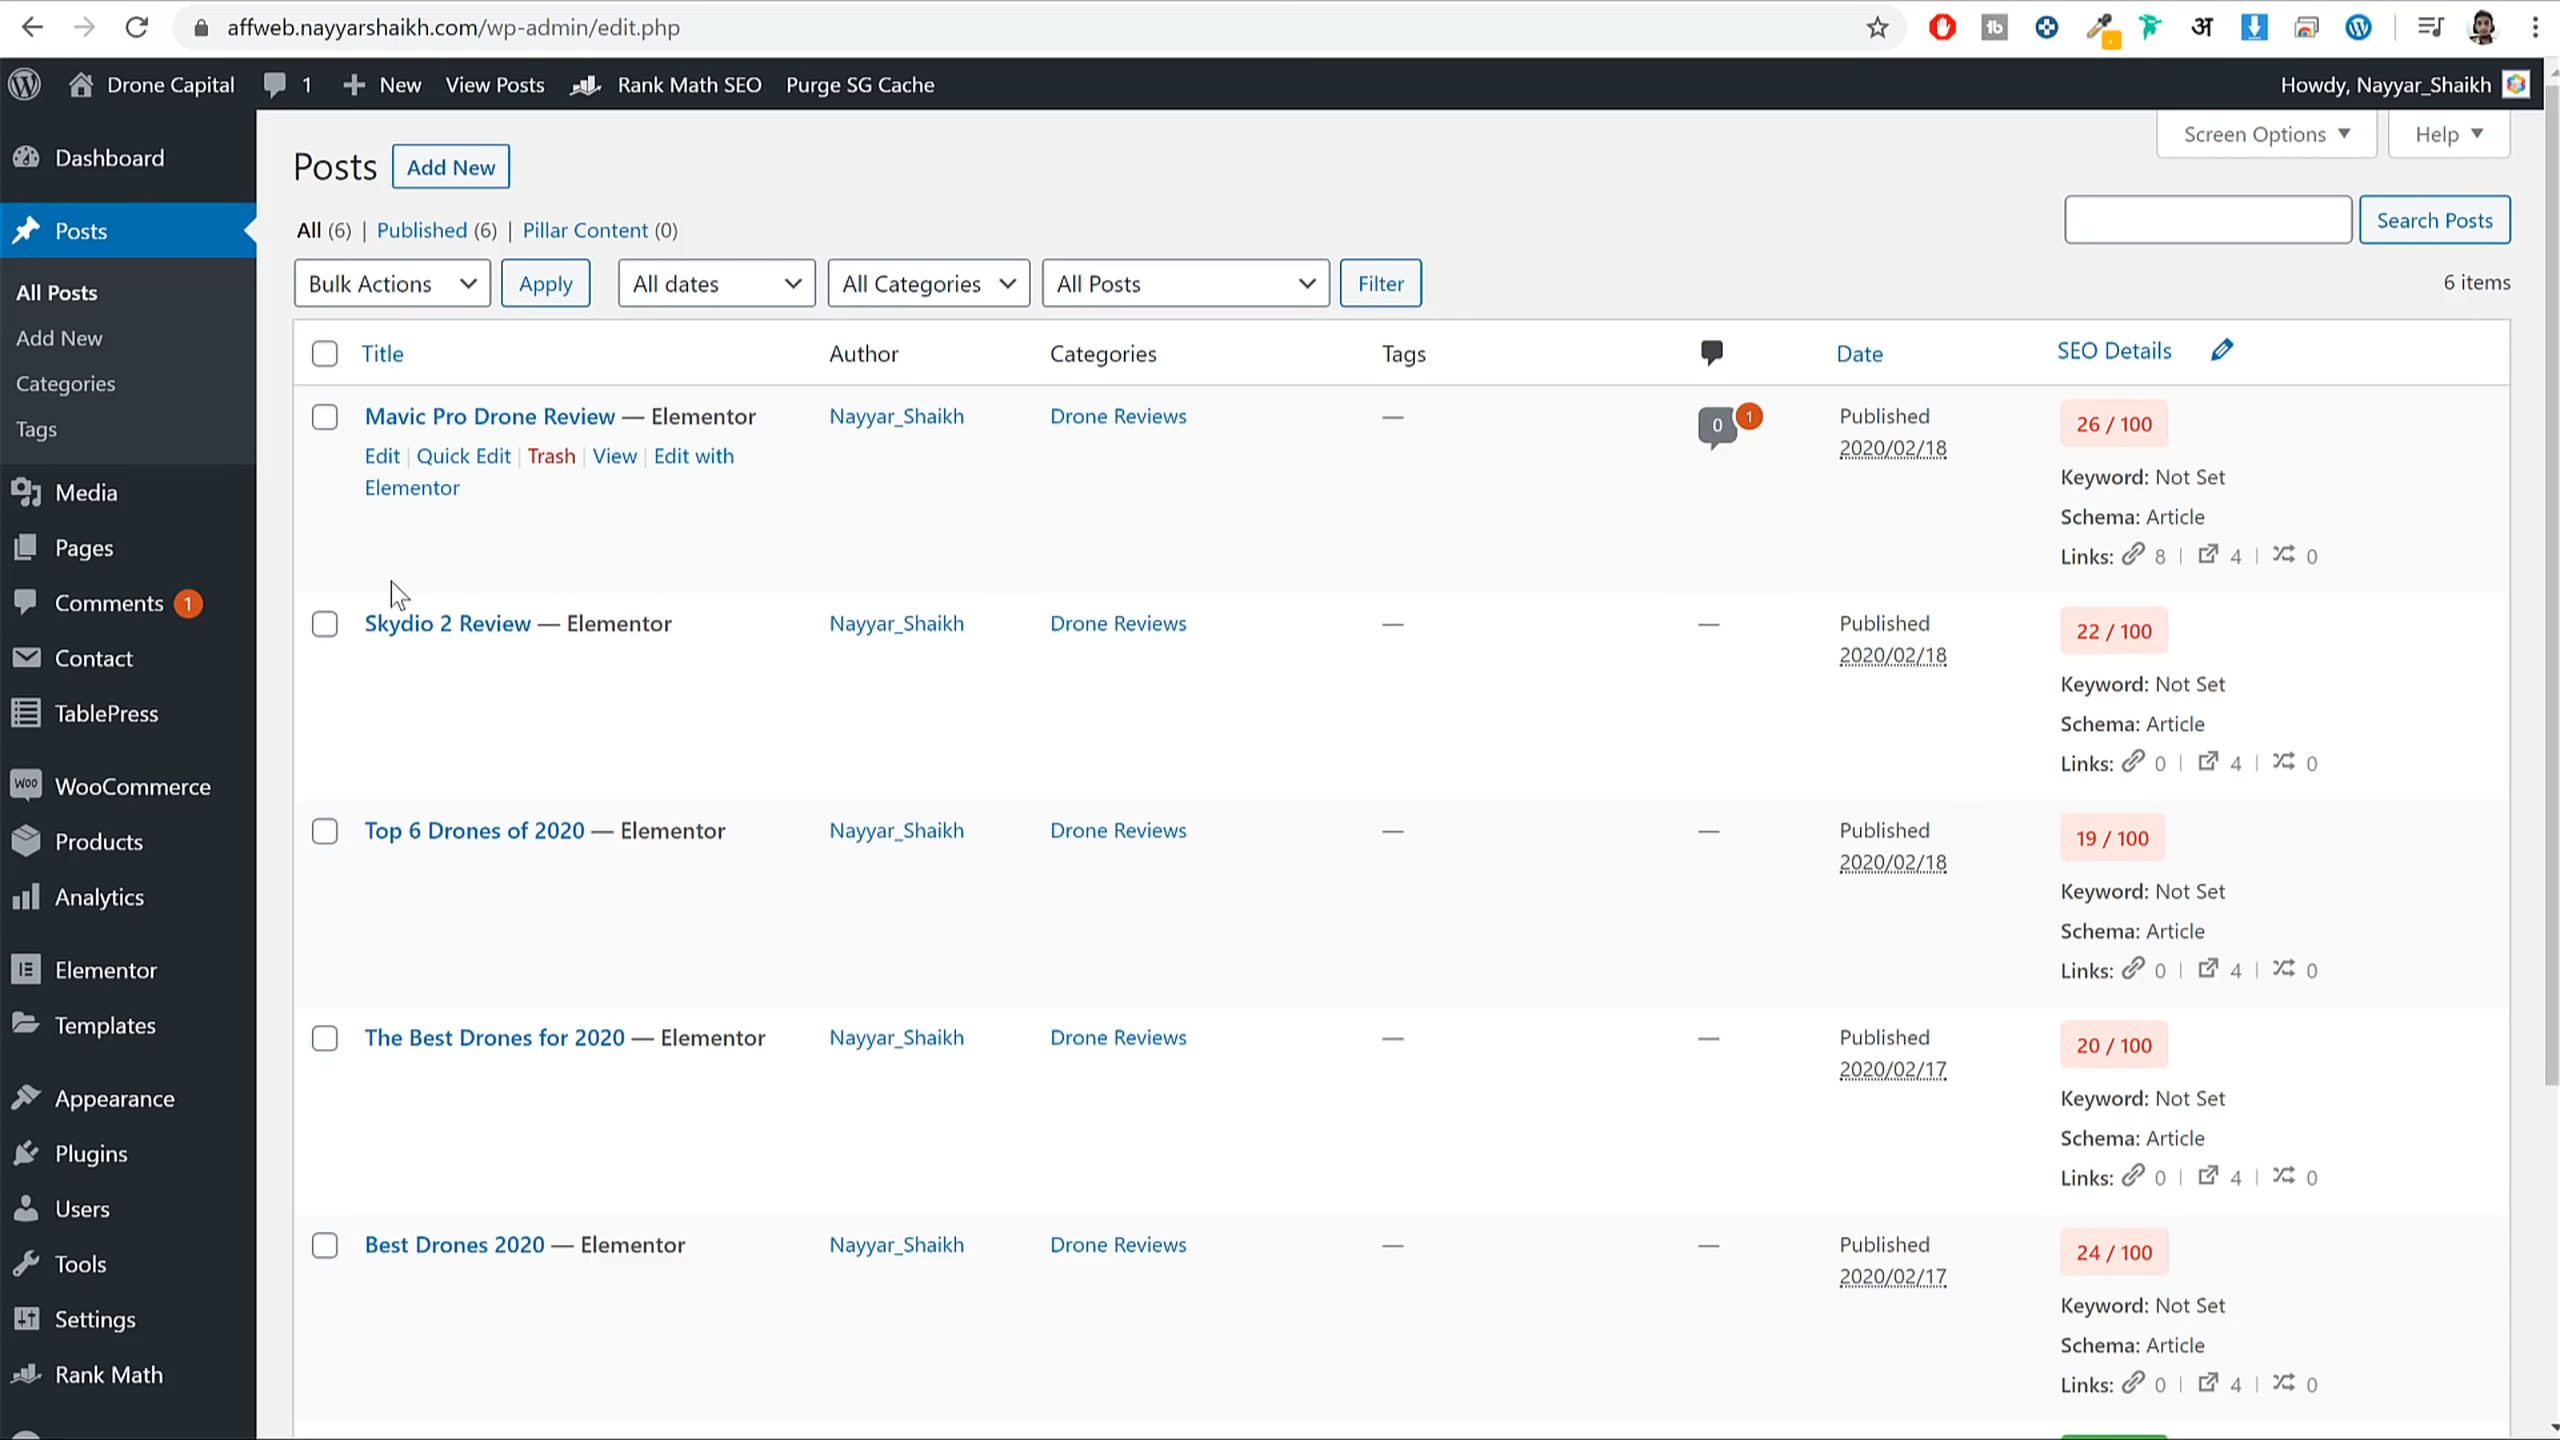 affweb.nayyarshaikh.com/wp-admin/edit.php
Drone Capital 1 New View Posts Rank Math SEO Purge SG Cache Howdy, Nayyar_Shaikh
Dashboard
Posts
All Posts
Add New
Categories
Tags
Media
Pages
Comments 1
Contact
TablePress
WOO WooCommerce
Products
Analytics
Elementor
Templates
Appearance
Plugins
Users
Tools
Settings
Rank Math
Screen Options Help
Posts Add New
All (6) | Published (6) | Pillar Content (0)
Search Posts
Bulk Actions Apply All dates All Categories All Posts Filter 6 items
Title Author Categories Tags Date SEO Details
Mavic Pro Drone Review — Elementor Nayyar_Shaikh Drone Reviews — 0 1 Published 26 / 100
Edit | Quick Edit | Trash | View | Edit with 2020/02/18
Elementor Keyword: Not Set
Schema: Article
Links: 8 | 4 | 0
Skydio 2 Review — Elementor Nayyar_Shaikh Drone Reviews — — Published 22 / 100
2020/02/18
Keyword: Not Set
Schema: Article
Links: 0 | 4 | 0
Top 6 Drones of 2020 — Elementor Nayyar_Shaikh Drone Reviews — — Published 19 / 100
2020/02/18
Keyword: Not Set
Schema: Article
Links: 0 | 4 | 0
The Best Drones for 2020 — Elementor Nayyar_Shaikh Drone Reviews — — Published 20 / 100
2020/02/17
Keyword: Not Set
Schema: Article
Links: 0 | 4 | 0
Best Drones 2020 — Elementor Nayyar_Shaikh Drone Reviews — — Published 24 / 100
2020/02/17
Keyword: Not Set
Schema: Article
Links: 0 | 4 | 0